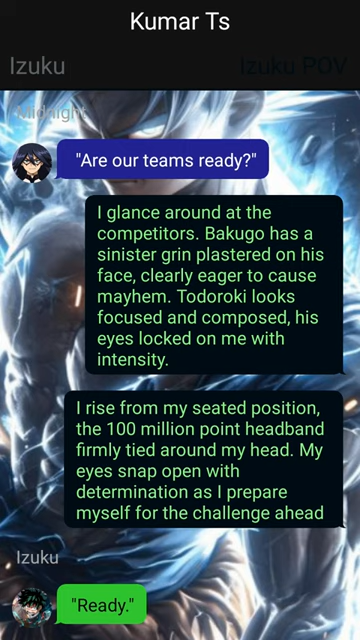 Kumar Ts
Izuku
Izuku POV
Midnight
"Are our teams ready?"
I glance around at the
competitors. Bakugo has a
sinister grin plastered on his
face, clearly eager to cause
mayhem. Todoroki looks
focused and composed, his
eyes locked on me with
intensity.
I rise from my seated position,
the 100 million point headband
firmly tied around my head. My
eyes snap open with
determination as I prepare
myself for the challenge ahead
Izuku
"Ready."